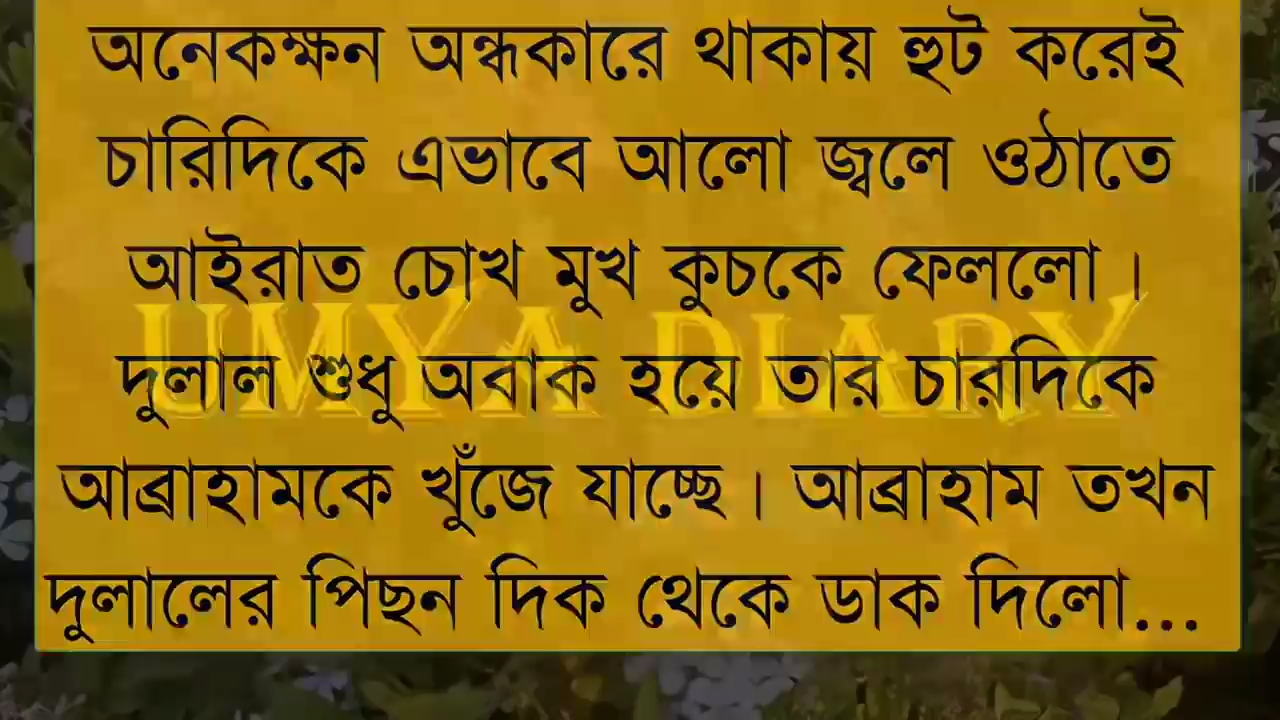 অনেকক্ষন অন্ধকারে থাকায় হুট করেই
চারিদিকে এভাবে আলো জ্বলে ওঠাতে
আইরাত চোখ মুখ কুচকে ফেললো।
UMYA DIARY
দুলাল শুধু অবাক হয়ে তার চারদিকে
আব্রাহামকে খুঁজে যাচ্ছে। আব্রাহাম তখন
দুলালের পিছন দিক থেকে ডাক দিলো...